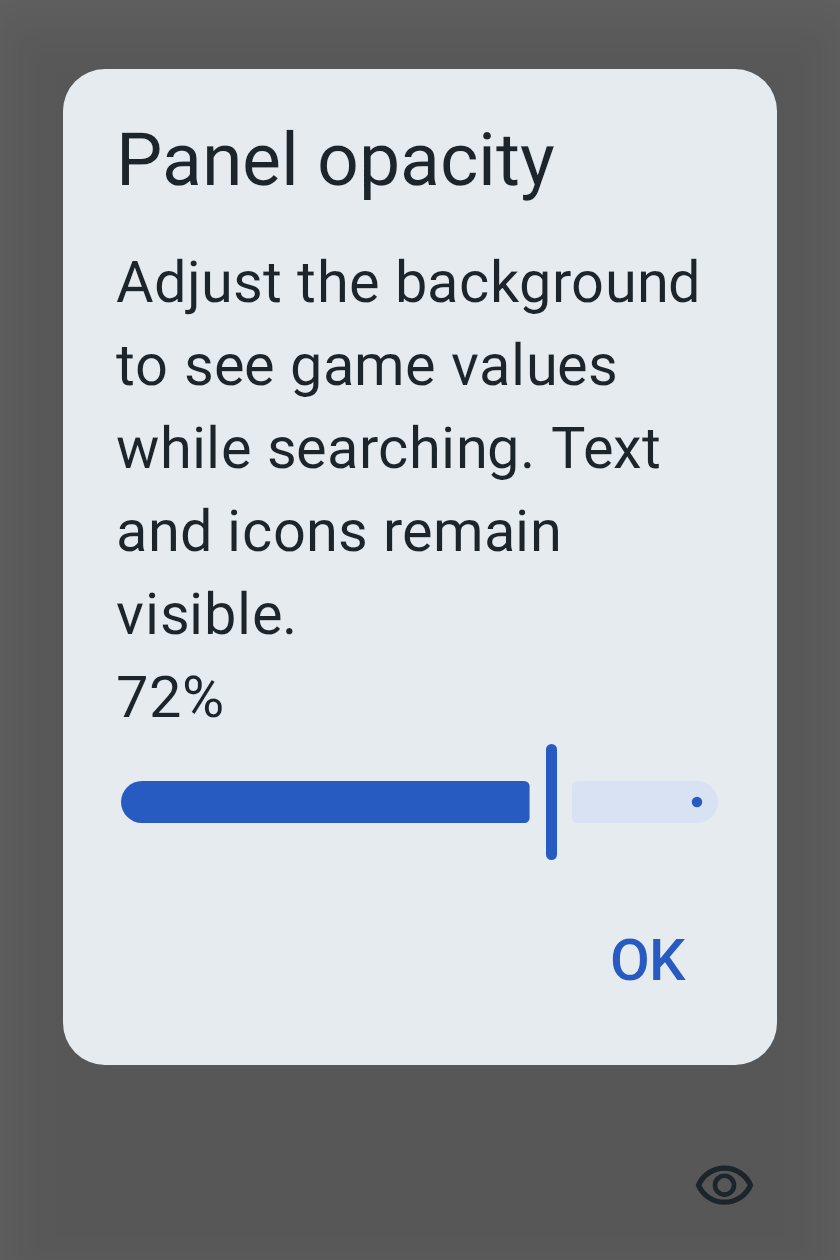 Panel opacity
Adjust the background
to see game values
while searching. Text
and icons remain
visible.
72%
OK